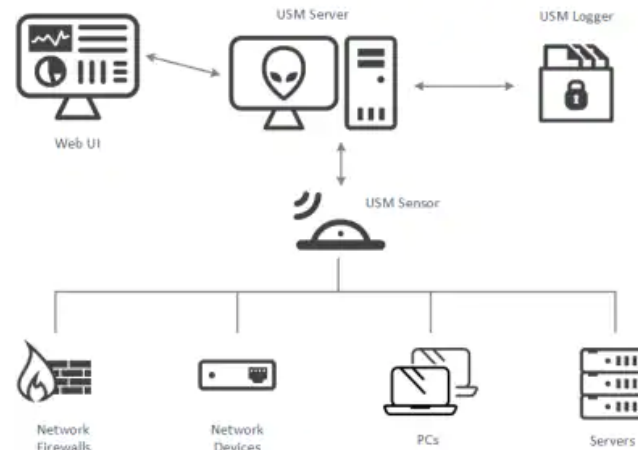 USM Server
USM Logger
Web UI
USM Sensor
Network
Firewalls
Network
Devices
PCs
Servers